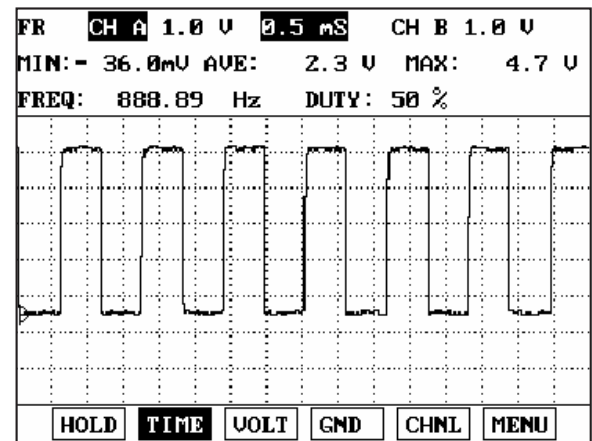 FR CH A 1.0 V 0.5 mS CH B 1.0 V
MIN:- 36.0mV AVE: 2.3 V MAX: 4.7 V
FREQ: 888.89 Hz DUTY: 50 %
HOLD TIME VOLT GND CHNL MENU